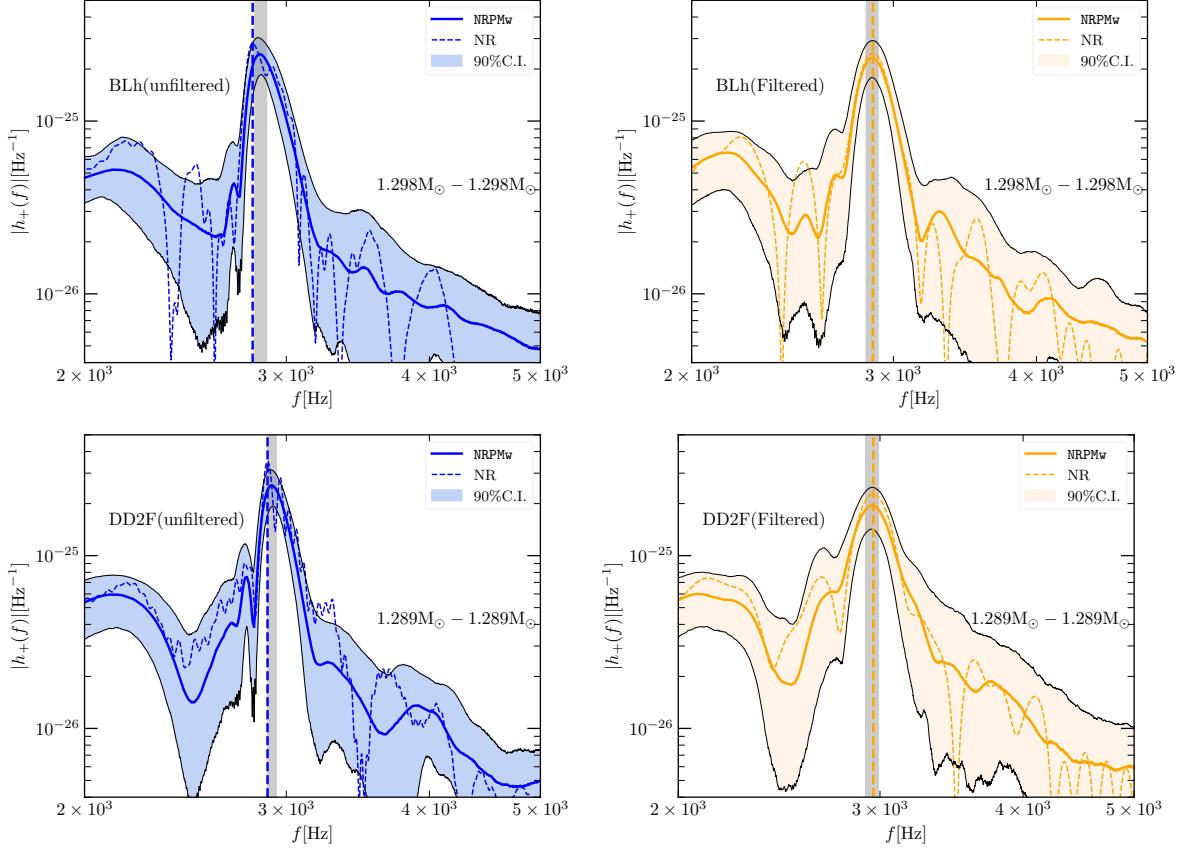 NRPMw
NR
90%C.I.
BLh(unfiltered)
1.298M⊙ − 1.298M⊙
|h₊(f)|[Hz⁻¹]
10⁻²⁵
10⁻²⁶
2 × 10³
3 × 10³
4 × 10³
5 × 10³
f[Hz]
NRPMw
NR
90%C.I.
BLh(Filtered)
1.298M⊙ − 1.298M⊙
|h₊(f)|[Hz⁻¹]
10⁻²⁵
10⁻²⁶
2 × 10³
3 × 10³
4 × 10³
5 × 10³
f[Hz]
NRPMw
NR
90%C.I.
DD2F(unfiltered)
1.289M⊙ − 1.289M⊙
|h₊(f)|[Hz⁻¹]
10⁻²⁵
10⁻²⁶
2 × 10³
3 × 10³
4 × 10³
5 × 10³
f[Hz]
NRPMw
NR
90%C.I.
DD2F(Filtered)
1.289M⊙ − 1.289M⊙
|h₊(f)|[Hz⁻¹]
10⁻²⁵
10⁻²⁶
2 × 10³
3 × 10³
4 × 10³
5 × 10³
f[Hz]